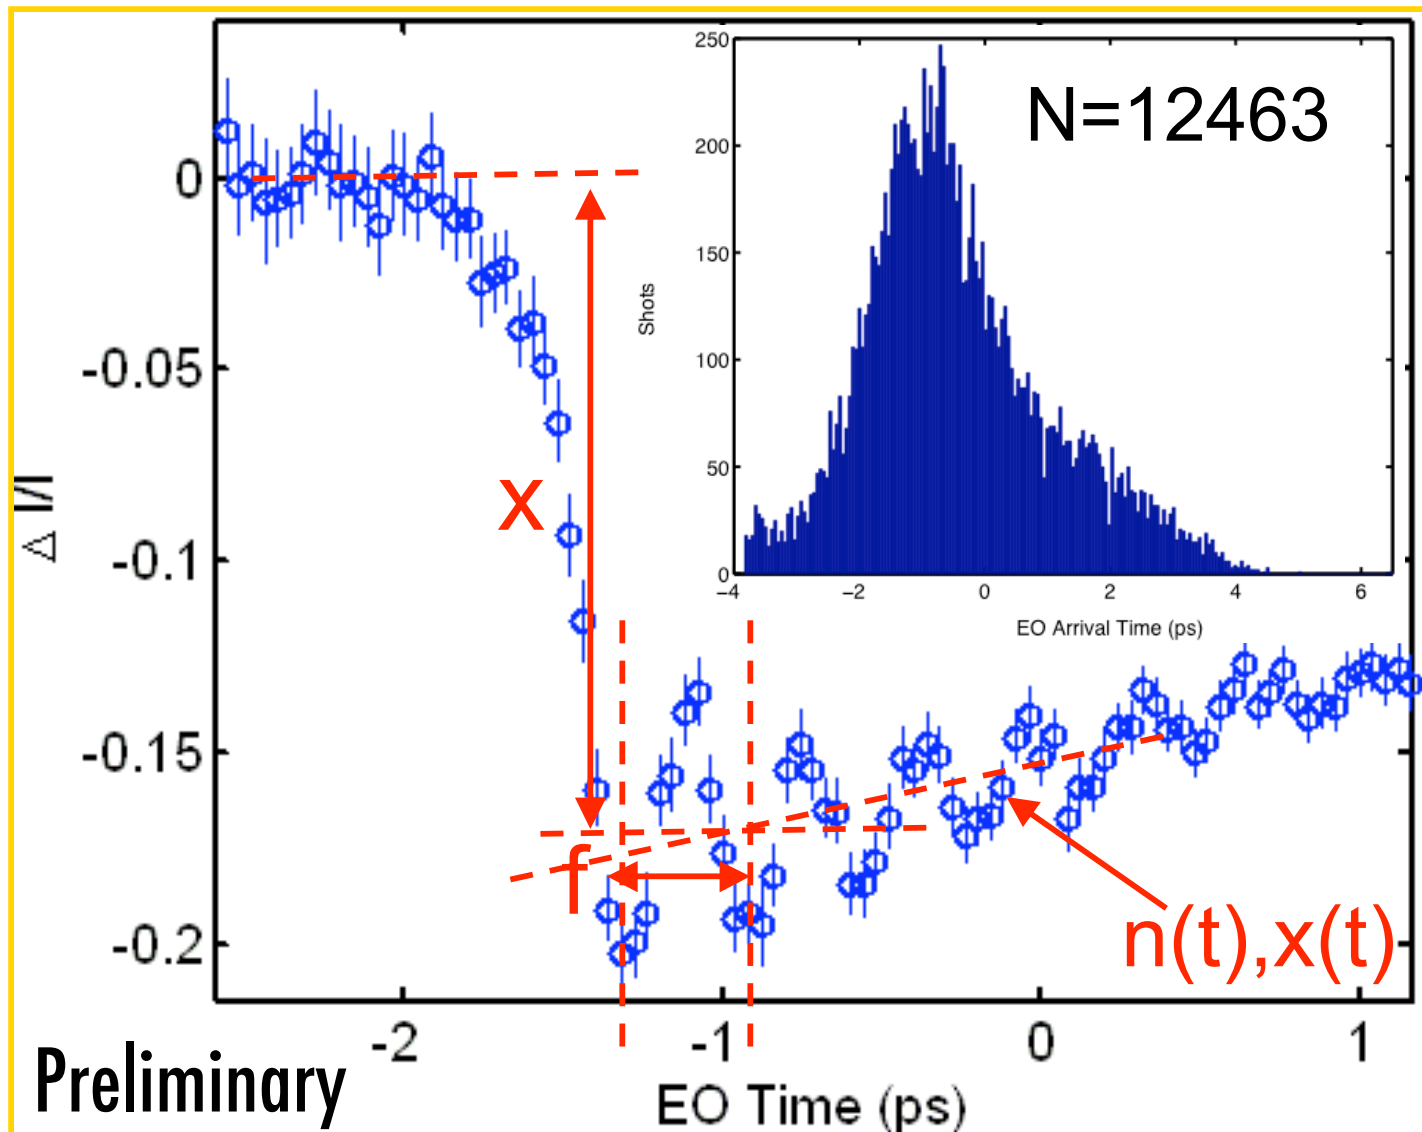 250
200
150
100
50
0
Shots
N=12463
−4 −2 0 2 4 6
EO Arrival Time (ps)
0
-0.05
-0.1
-0.15
-0.2
Δ I/I
x
f
n(t),x(t)
-2 -1 0 1
EO Time (ps)
Preliminary